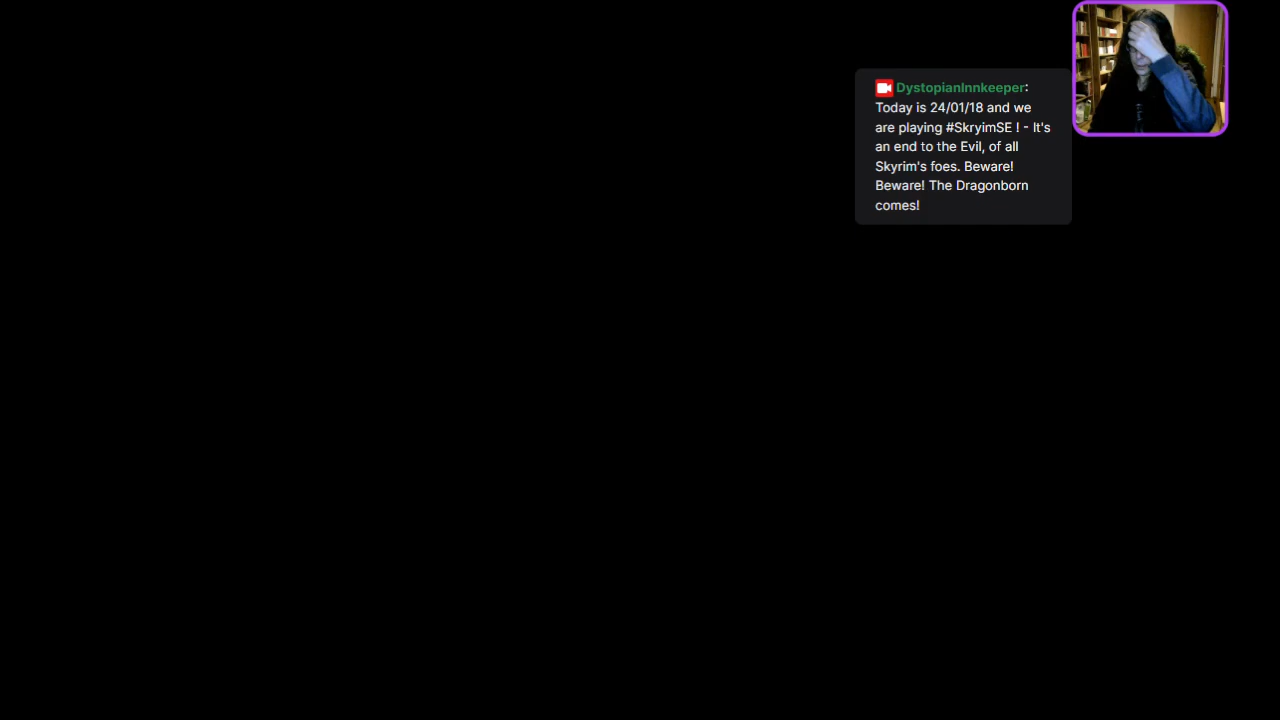 DystopianInnkeeper:
Today is 24/01/18 and we
are playing #SkryimSE ! - It's
an end to the Evil, of all
Skyrim's foes. Beware!
Beware! The Dragonborn
comes!